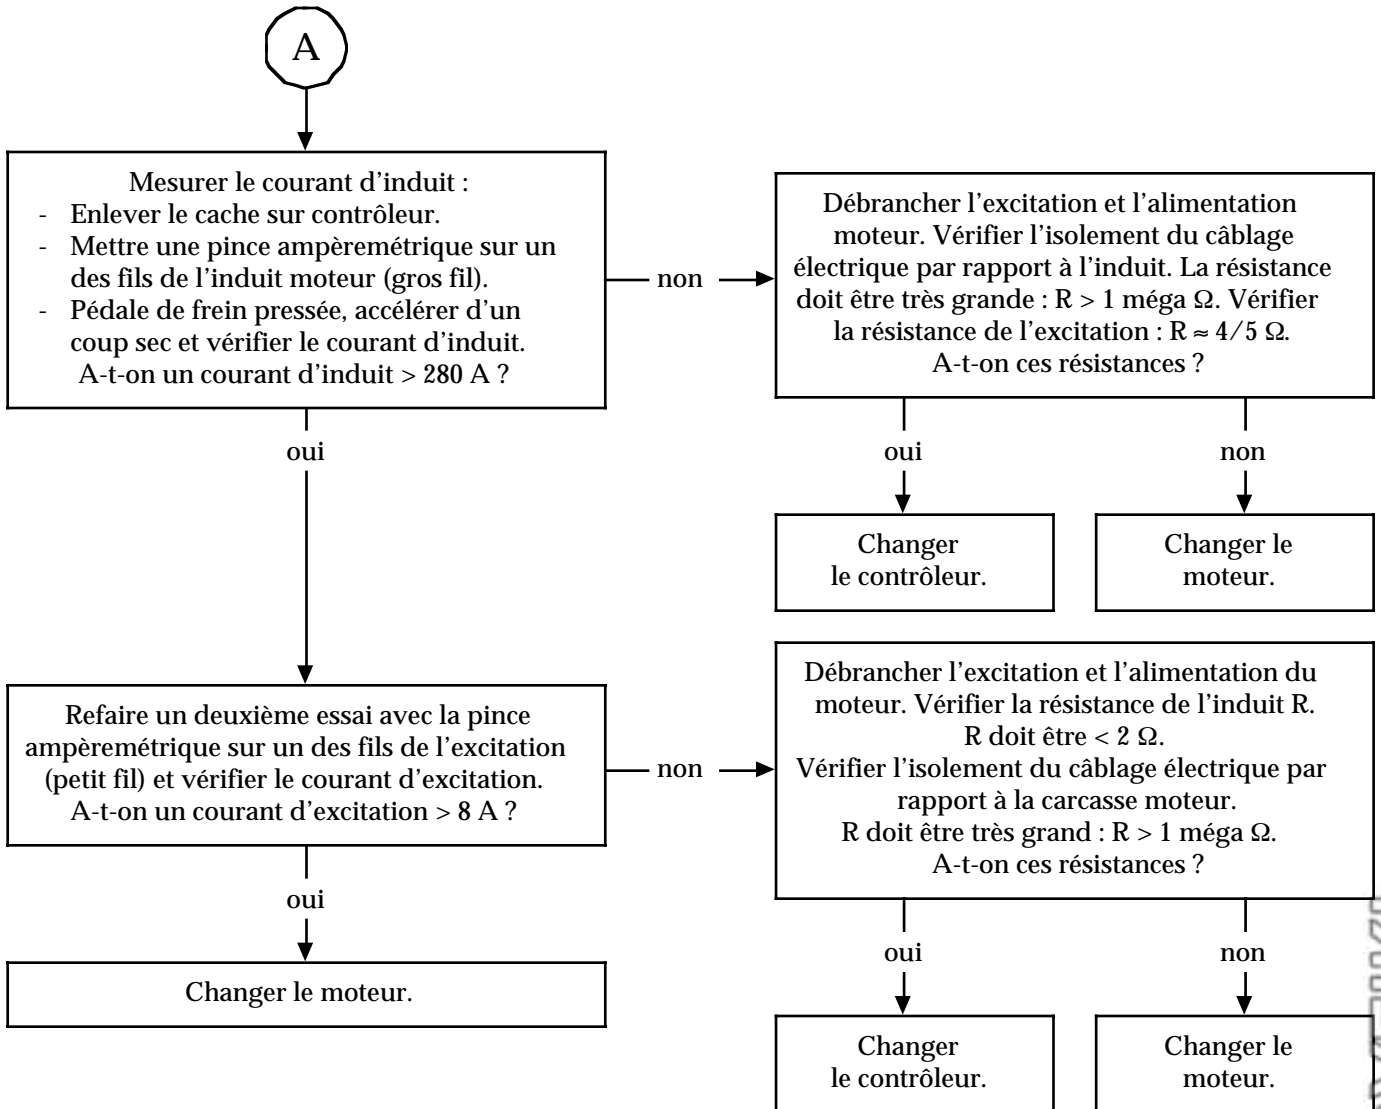 A
Mesurer le courant d’induit :
- Enlever le cache sur contrôleur.
- Mettre une pince ampèremétrique sur un
des fils de l’induit moteur (gros fil).
- Pédale de frein pressée, accélérer d’un
coup sec et vérifier le courant d’induit.
A-t-on un courant d’induit > 280 A ?
non
Débrancher l’excitation et l’alimentation
moteur. Vérifier l’isolement du câblage
électrique par rapport à l’induit. La résistance
doit être très grande : R > 1 méga Ω. Vérifier
la résistance de l’excitation : R ≈ 4/5 Ω.
A-t-on ces résistances ?
oui
oui
non
Changer
le contrôleur.
Changer le
moteur.
Refaire un deuxième essai avec la pince
ampèremétrique sur un des fils de l’excitation
(petit fil) et vérifier le courant d’excitation.
A-t-on un courant d’excitation > 8 A ?
non
Débrancher l’excitation et l’alimentation du
moteur. Vérifier la résistance de l’induit R.
R doit être < 2 Ω.
Vérifier l’isolement du câblage électrique par
rapport à la carcasse moteur.
R doit être très grand : R > 1 méga Ω.
A-t-on ces résistances ?
oui
Changer le moteur.
oui
non
Changer
le contrôleur.
Changer le
moteur.